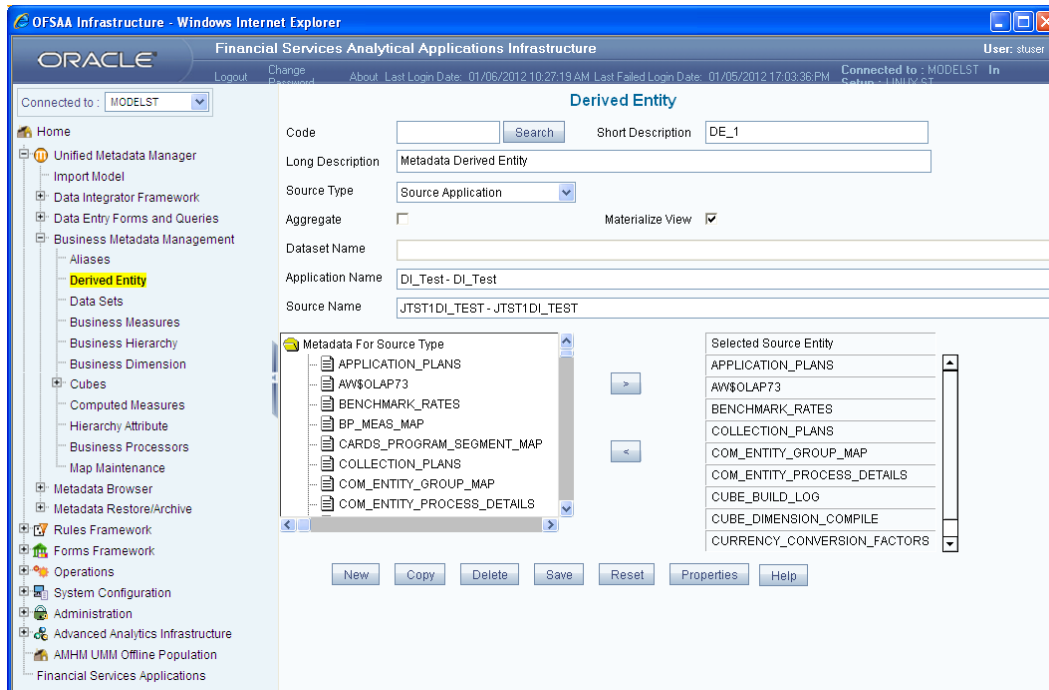 OFSAA Infrastructure - Windows Internet Explorer
ORACLE
Financial Services Analytical Applications Infrastructure
User: stuser
Logout
Change Password
About
Last Login Date: 01/06/2012 10:27:19 AM
Last Failed Login Date: 01/05/2012 17:03:36:PM
Connected to : MODELST In
Setup : LINUX ST
Connected to : MODELST
Home
Unified Metadata Manager
Import Model
Data Integrator Framework
Data Entry Forms and Queries
Business Metadata Management
Aliases
Derived Entity
Data Sets
Business Measures
Business Hierarchy
Business Dimension
Cubes
Computed Measures
Hierarchy Attribute
Business Processors
Map Maintenance
Metadata Browser
Metadata Restore/Archive
Rules Framework
Forms Framework
Operations
System Configuration
Administration
Advanced Analytics Infrastructure
AMHM UMM Offline Population
Financial Services Applications
Derived Entity
Code Search Short Description DE_1
Long Description Metadata Derived Entity
Source Type Source Application
Aggregate Materialize View
Dataset Name
Application Name DI_Test - DI_Test
Source Name JTST1DI_TEST - JTST1DI_TEST
Metadata For Source Type
APPLICATION_PLANS
AW$OLAP73
BENCHMARK_RATES
BP_MEAS_MAP
CARDS_PROGRAM_SEGMENT_MAP
COLLECTION_PLANS
COM_ENTITY_GROUP_MAP
COM_ENTITY_PROCESS_DETAILS
>
<
Selected Source Entity
APPLICATION_PLANS
AW$OLAP73
BENCHMARK_RATES
COLLECTION_PLANS
COM_ENTITY_GROUP_MAP
COM_ENTITY_PROCESS_DETAILS
CUBE_BUILD_LOG
CUBE_DIMENSION_COMPILE
CURRENCY_CONVERSION_FACTORS
New Copy Delete Save Reset Properties Help